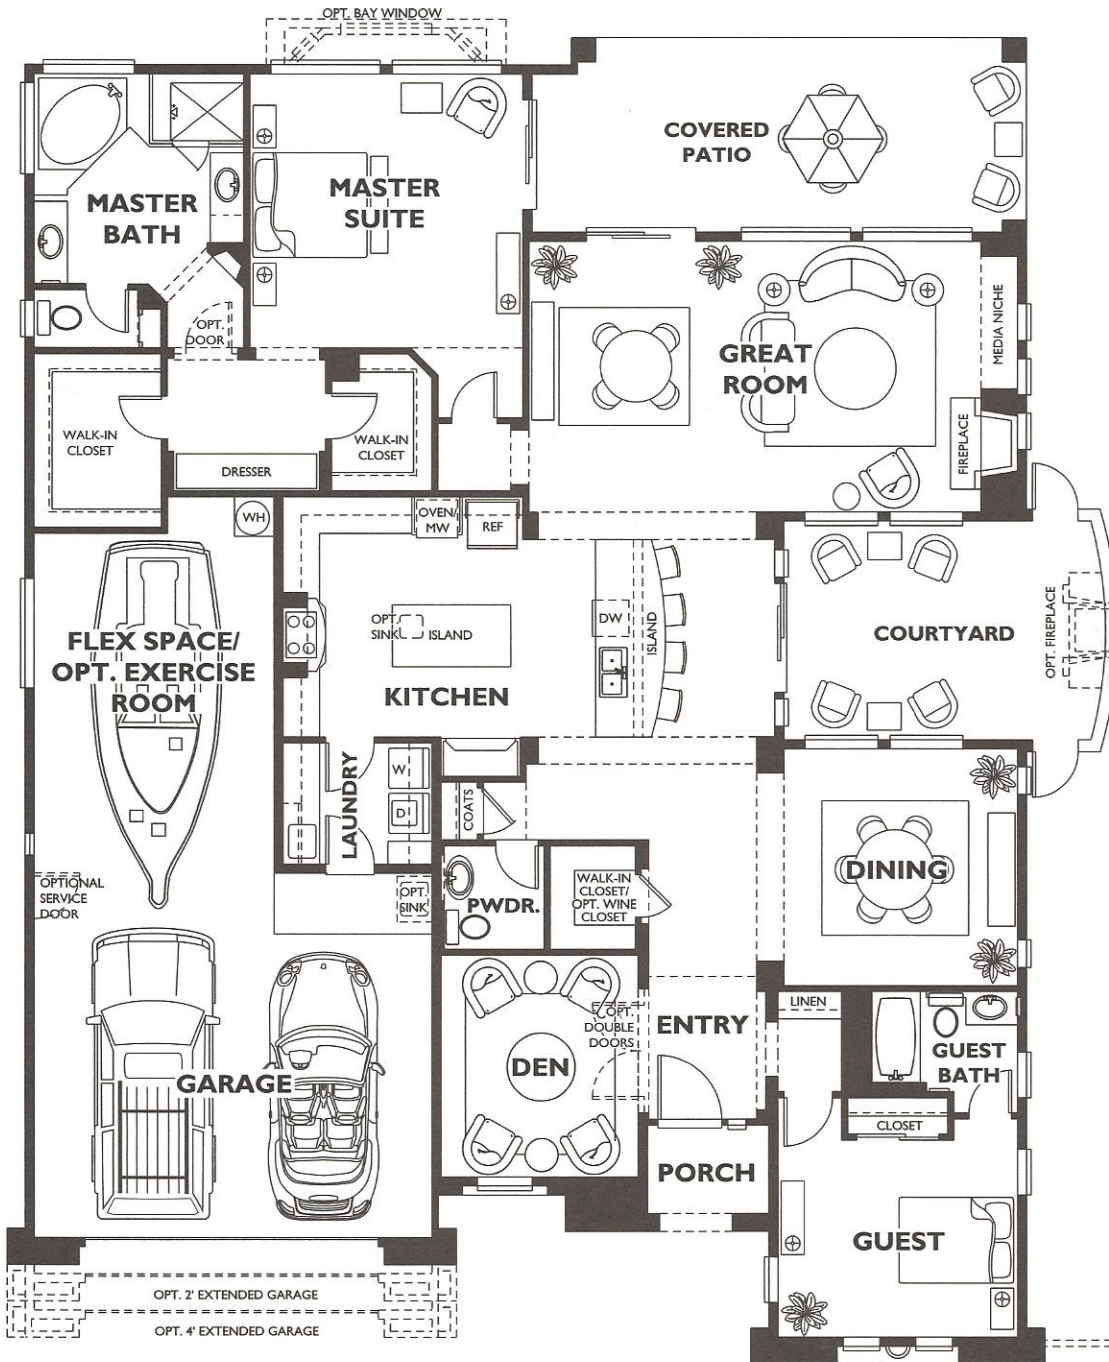 OPT. BAY WINDOW
COVERED
PATIO
MASTER
SUITE
MASTER
BATH
OPT.
DOOR
GREAT
ROOM
MEDIA NICHE
FIREPLACE
WALK-IN
CLOSET
WALK-IN
CLOSET
DRESSER
WH
OVEN/
MW
REF
OPT.
SINK
ISLAND
DW
ISLAND
KITCHEN
COURTYARD
OPT. FIREPLACE
FLEX SPACE/
OPT. EXERCISE
ROOM
LAUNDRY
W
D
COATS
OPTIONAL
SERVICE
DOOR
OPT.
SINK
PWDR.
WALK-IN
CLOSET/
OPT. WINE
CLOSET
DINING
OPT.
DOUBLE
DOORS
ENTRY
LINEN
GUEST
BATH
DEN
GARAGE
CLOSET
PORCH
GUEST
OPT. 2' EXTENDED GARAGE
OPT. 4' EXTENDED GARAGE